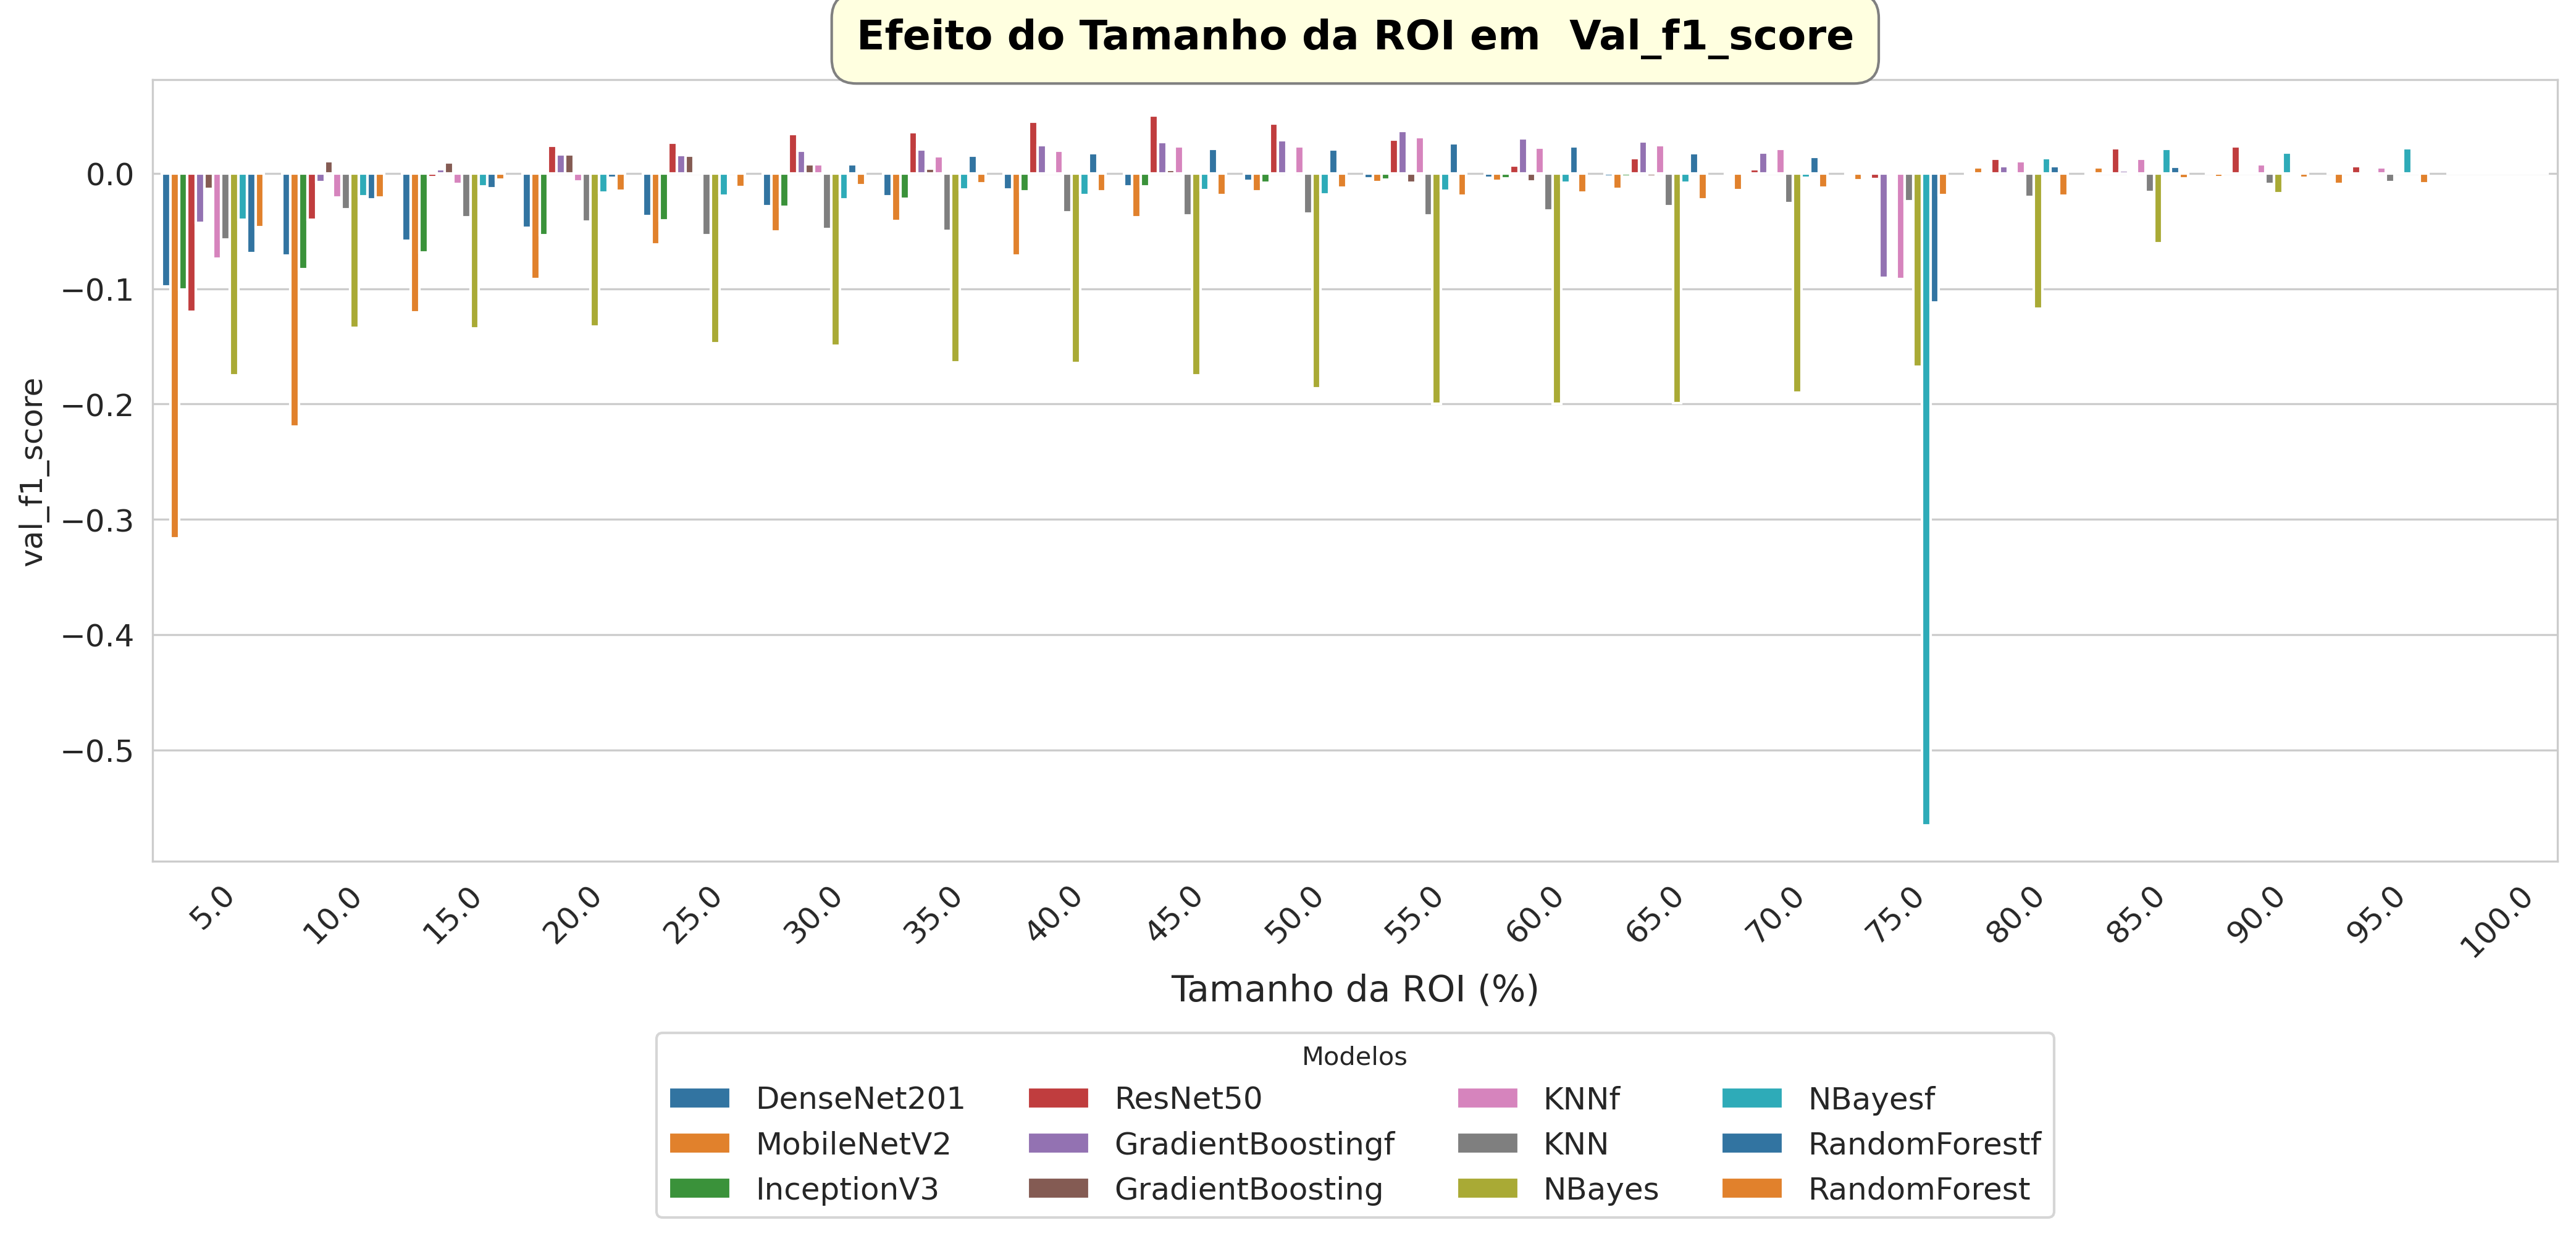 Efeito do Tamanho da ROI em  Val_f1_score
val_f1_score
0.0
−0.1
−0.2
−0.3
−0.4
−0.5
5.0 10.0 15.0 20.0 25.0 30.0 35.0 40.0 45.0 50.0 55.0 60.0 65.0 70.0 75.0 80.0 85.0 90.0 95.0 100.0
Tamanho da ROI (%)
Modelos
DenseNet201 ResNet50 KNNf NBayesf
MobileNetV2 GradientBoostingf KNN RandomForestf
InceptionV3 GradientBoosting NBayes RandomForest